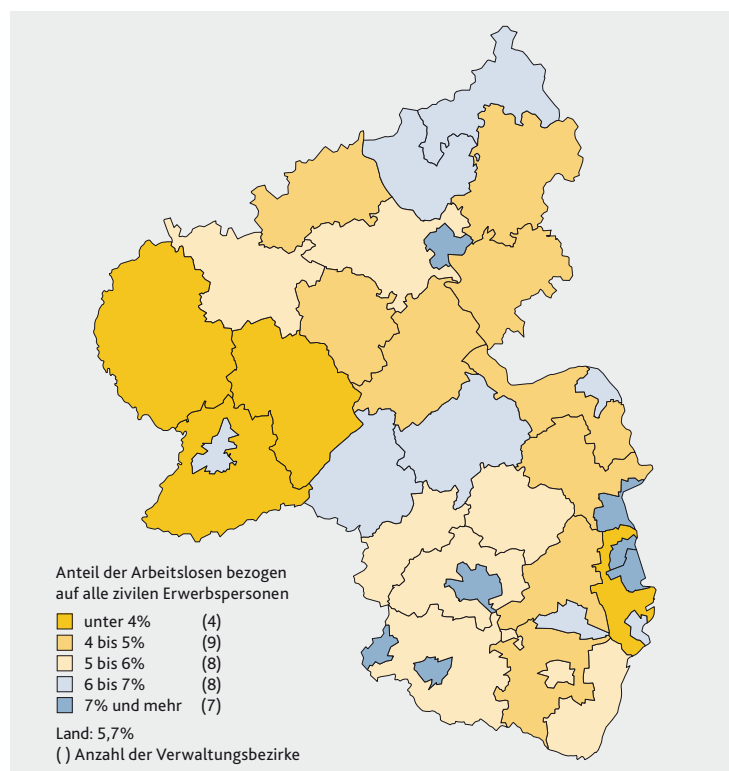 Anteil der Arbeitslosen bezogen
auf alle zivilen Erwerbspersonen
unter 4% (4)
4 bis 5% (9)
5 bis 6% (8)
6 bis 7% (8)
7% und mehr (7)
Land: 5,7%
( ) Anzahl der Verwaltungsbezirke